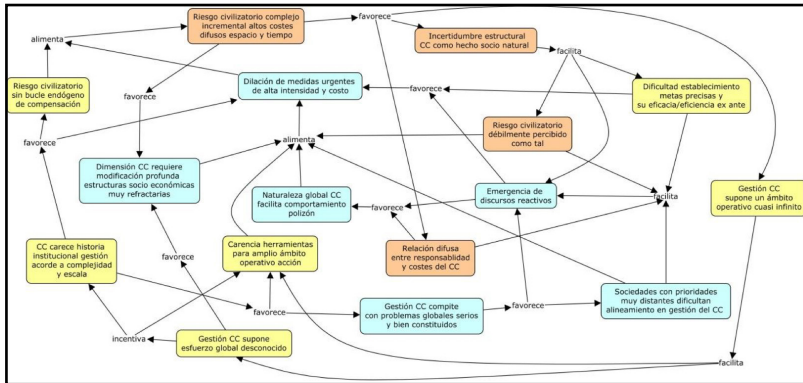 Riesgo civilizatorio complejo
incremental altos costes
difusos espacio y tiempo
favorece
Incertidumbre estructural
CC como hecho socio natural
alimenta
facilita
Riesgo civilizatorio
sin bucle endógeno
de compensación
Dilación de medidas urgentes
de alta intensidad y costo
Dificultad establecimiento
metas precisas y
su eficacia/eficiencia ex ante
favorece
favorece
Riesgo civilizatorio
débilmente percibido
como tal
favorece
alimenta
Dimensión CC requiere
modificación profunda
estructuras socio económicas
muy refractarias
Naturaleza global CC
facilita comportamiento
polizón
favorece
Emergencia de
discursos reactivos
facilita
Gestión CC
supone un ámbito
operativo cuasi infinito
CC carece historia
institucional gestión
acorde a complejidad y
escala
favorece
Carencia herramientas
para amplio ámbito
operativo acción
Relación difusa
entre responsablidad
y costes del CC
Sociedades con prioridades
muy distantes dificultan
alineamiento en gestión del CC
favorece
Gestión CC compite
con problemas globales serios
y bien constituidos
favorece
incentiva
Gestión CC supone
esfuerzo global desconocido
facilita